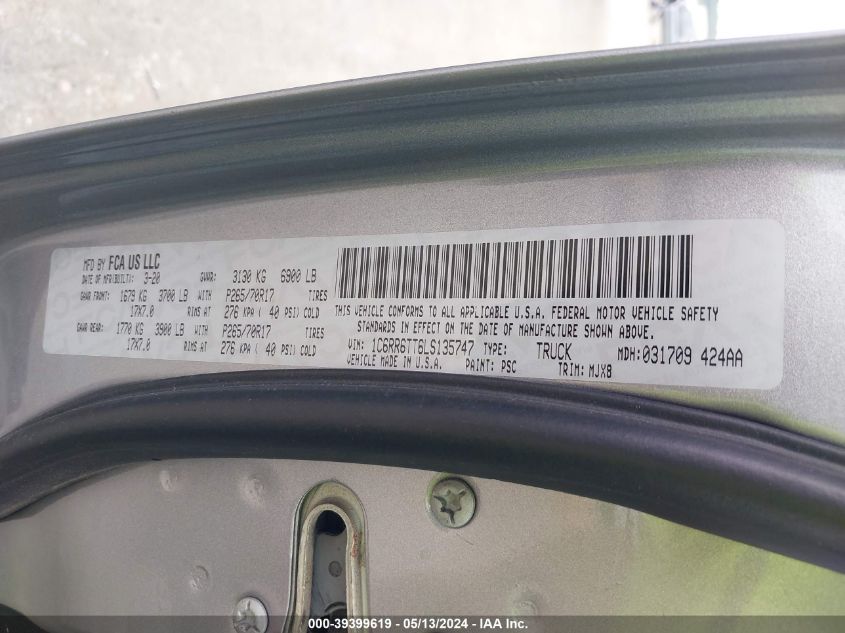 MFD BY FCA US LLC
DATE OF MFR(BUILT): 3-20 GVWR: 3130 KG 6900 LB
GAWR FRONT: 1679 KG 3700 LB WITH P265/70R17 TIRES
17X7.0 RIMS AT 276 KPA ( 40 PSI) COLD
GAWR REAR: 1770 KG 3900 LB WITH P265/70R17 TIRES
17X7.0 RIMS AT 276 KPA ( 40 PSI) COLD
THIS VEHICLE CONFORMS TO ALL APPLICABLE U.S.A. FEDERAL MOTOR VEHICLE SAFETY
STANDARDS IN EFFECT ON THE DATE OF MANUFACTURE SHOWN ABOVE.
VIN: 1C6RR6TT6LS135747 TYPE: TRUCK MDH:031709 424AA
VEHICLE MADE IN U.S.A. PAINT: PSC TRIM: MJX8
000-39399619 - 05/13/2024 - IAA Inc.